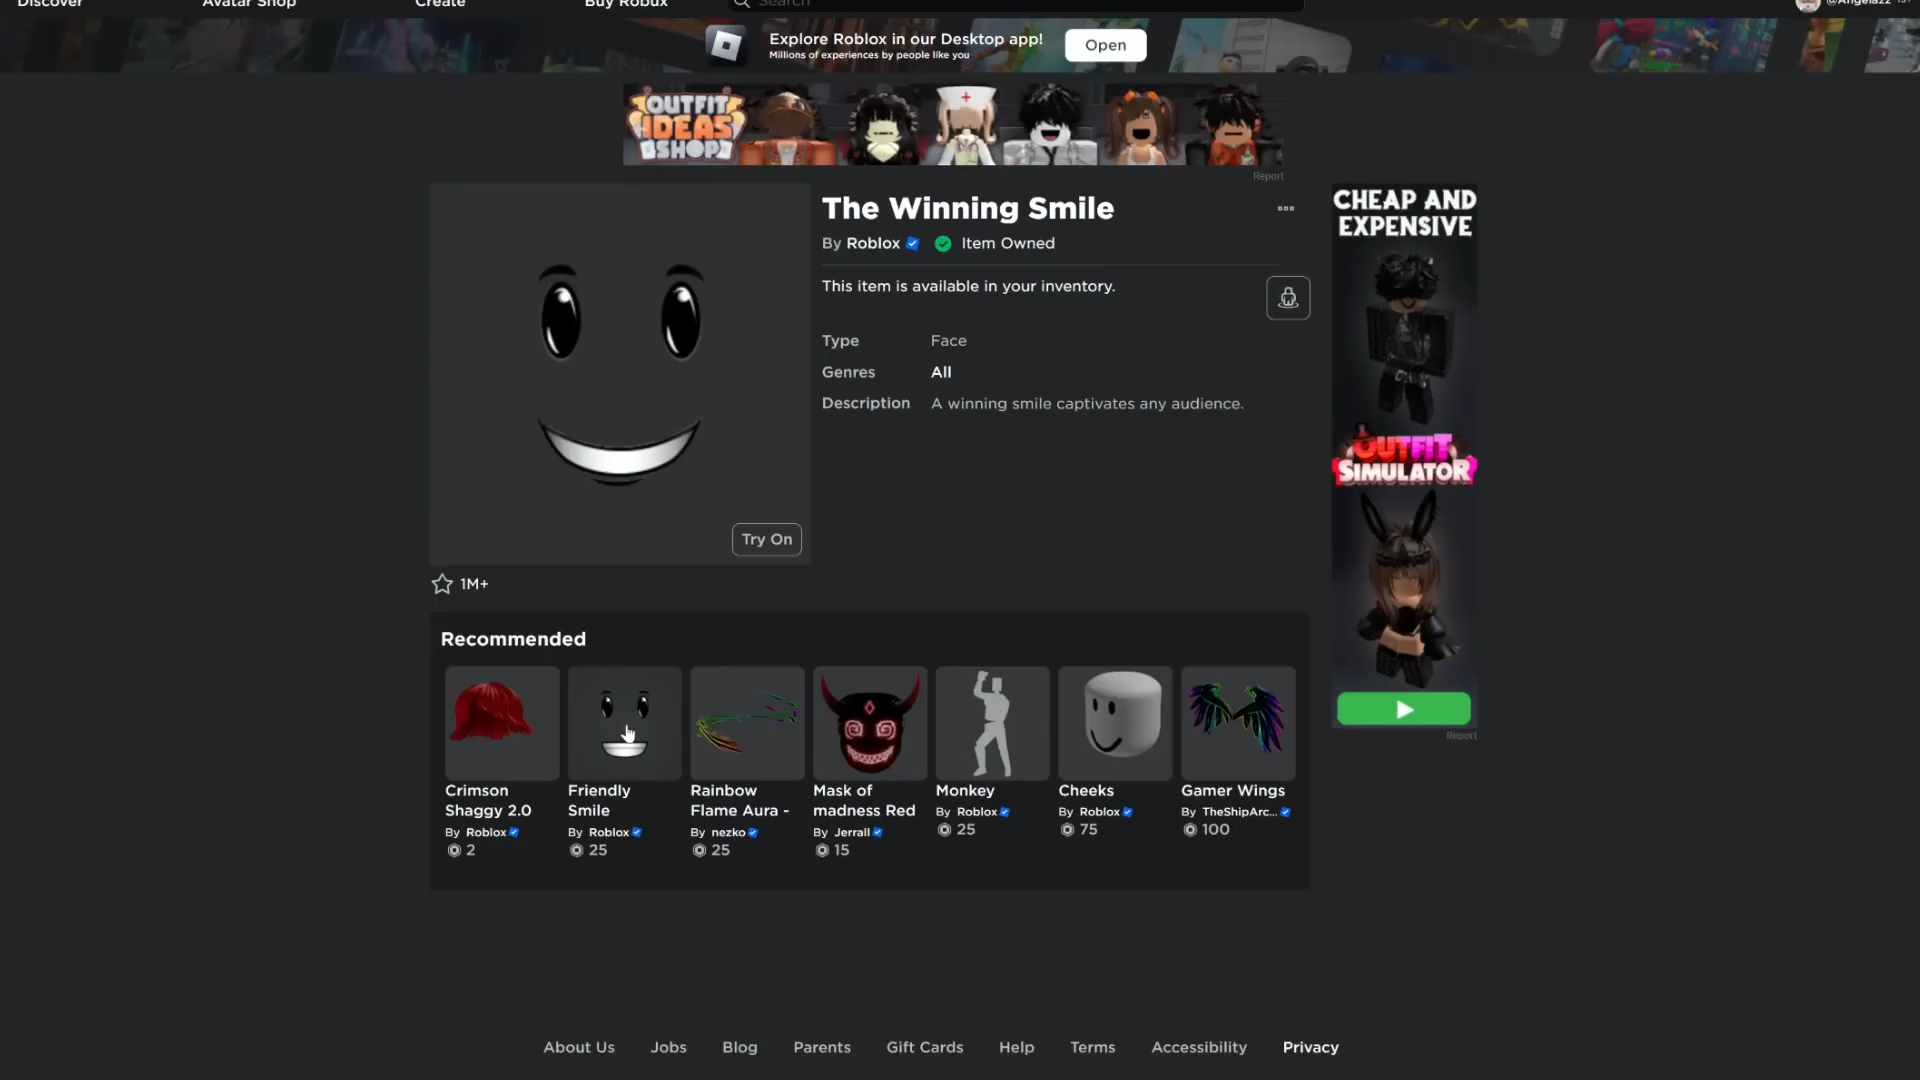 Discover Avatar Shop Create Buy Robux Search @Angelazz 13+
Explore Roblox in our Desktop app!
Millions of experiences by people like you
Open
OUTFIT
IDEAS
SHOP
Report
The Winning Smile
By Roblox Item Owned
This item is available in your inventory.
Type Face
Genres All
Description A winning smile captivates any audience.
Try On
1M+
CHEAP AND
EXPENSIVE
OUTFIT
SIMULATOR
Report
Recommended
Crimson
Shaggy 2.0
By Roblox
2
Friendly
Smile
By Roblox
25
Rainbow
Flame Aura -
By nezko
25
Mask of
madness Red
By Jerrall
15
Monkey
By Roblox
25
Cheeks
By Roblox
75
Gamer Wings
By TheShipArc...
100
About Us Jobs Blog Parents Gift Cards Help Terms Accessibility Privacy